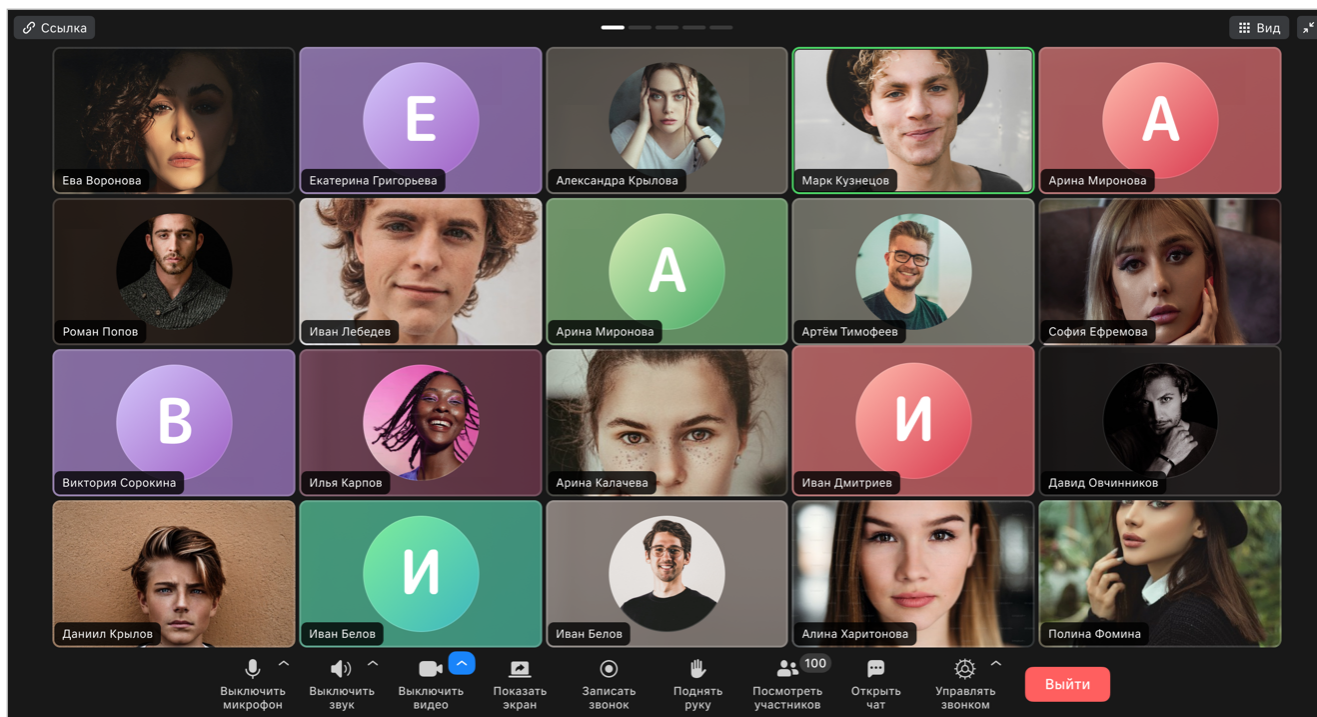 Ссылка
Вид
Ева Воронова
E
Екатерина Григорьева
Александра Крылова
Марк Кузнецов
А
Арина Миронова
Роман Попов
Иван Лебедев
А
Арина Миронова
Артём Тимофеев
София Ефремова
В
Виктория Сорокина
Илья Карпов
Арина Калачева
И
Иван Дмитриев
Давид Овчинников
Даниил Крылов
И
Иван Белов
Иван Белов
Алина Харитонова
Полина Фомина
Выключить
микрофон
Выключить
звук
Выключить
видео
Показать
экран
Записать
звонок
Поднять
руку
100
Посмотреть
участников
Открыть
чат
Управлять
звонком
Выйти